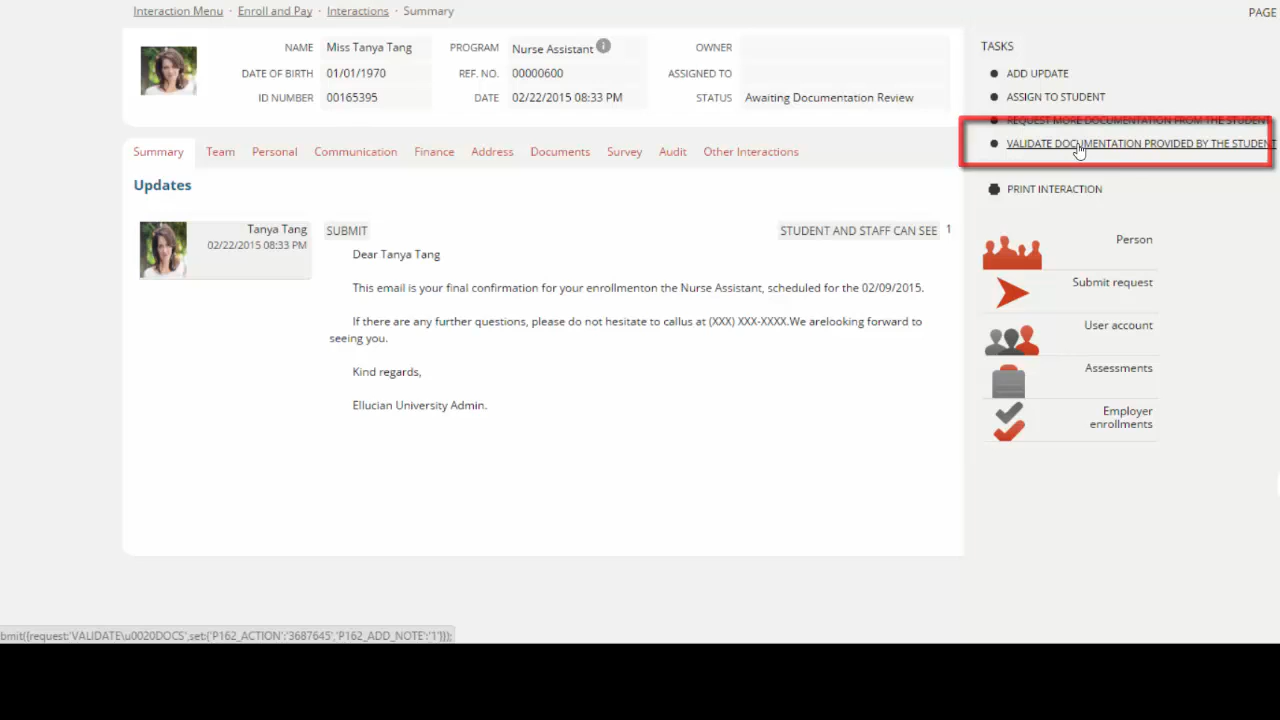 Interaction Menu · Enroll and Pay · Interactions · Summary
PAGE
NAME Miss Tanya Tang PROGRAM Nurse Assistant i OWNER
DATE OF BIRTH 01/01/1970 REF. NO. 00000600 ASSIGNED TO
ID NUMBER 00165395 DATE 02/22/2015 08:33 PM STATUS Awaiting Documentation Review
TASKS
ADD UPDATE
ASSIGN TO STUDENT
REQUEST MORE DOCUMENTATION FROM THE STUDENT
VALIDATE DOCUMENTATION PROVIDED BY THE STUDENT
PRINT INTERACTION
Summary Team Personal Communication Finance Address Documents Survey Audit Other Interactions
Updates
Tanya Tang
02/22/2015 08:33 PM
SUBMIT STUDENT AND STAFF CAN SEE 1
Dear Tanya Tang
This email is your final confirmation for your enrollmenton the Nurse Assistant, scheduled for the 02/09/2015.
If there are any further questions, please do not hesitate to callus at (XXX) XXX-XXXX.We arelooking forward to
seeing you.
Kind regards,
Ellucian University Admin.
Person
Submit request
User account
Assessments
Employer
enrollments
bmit({request:'VALIDATE\u0020DOCS',set:{'P162_ACTION':'3687645','P162_ADD_NOTE':'1'}});